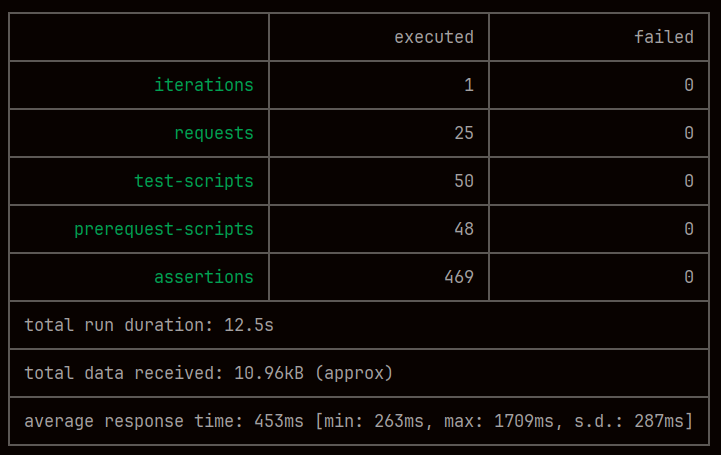 executed failed
iterations 1 0
requests 25 0
test-scripts 50 0
prerequest-scripts 48 0
assertions 469 0
total run duration: 12.5s
total data received: 10.96kB (approx)
average response time: 453ms [min: 263ms, max: 1709ms, s.d.: 287ms]